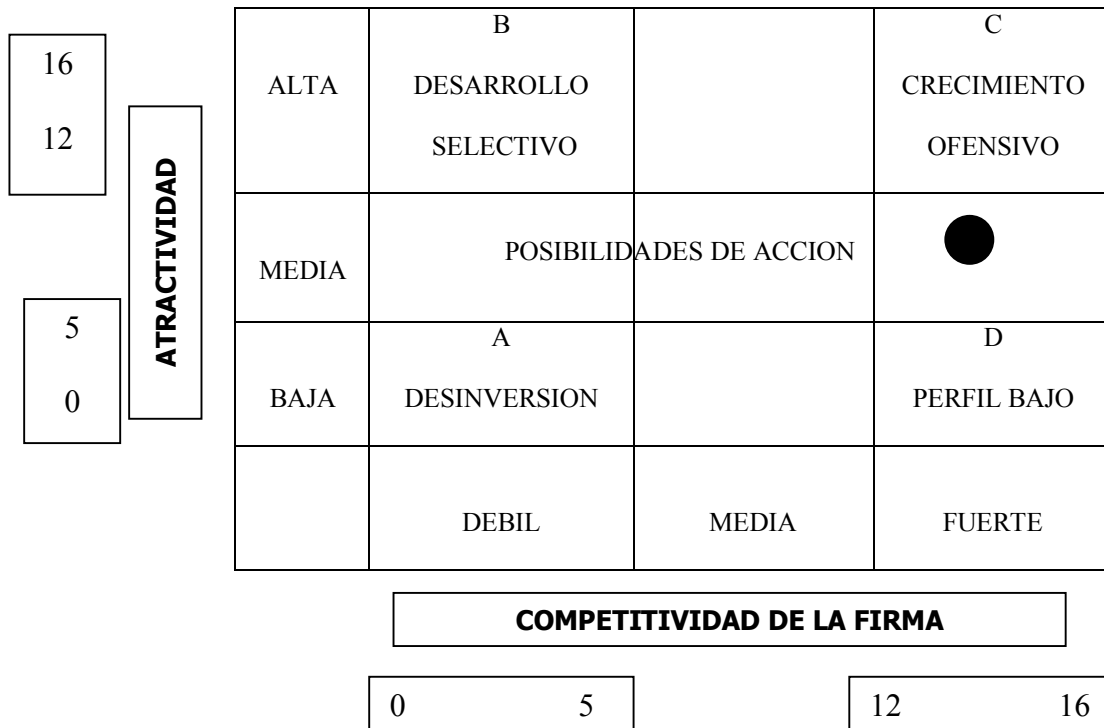 16
12
5
0
ATRACTIVIDAD
B
C
ALTA
DESARROLLO
SELECTIVO
CRECIMIENTO
OFENSIVO
MEDIA
POSIBILIDADES DE ACCION
A
D
BAJA
DESINVERSION
PERFIL BAJO
DEBIL
MEDIA
FUERTE
COMPETITIVIDAD DE LA FIRMA
0 5
12 16